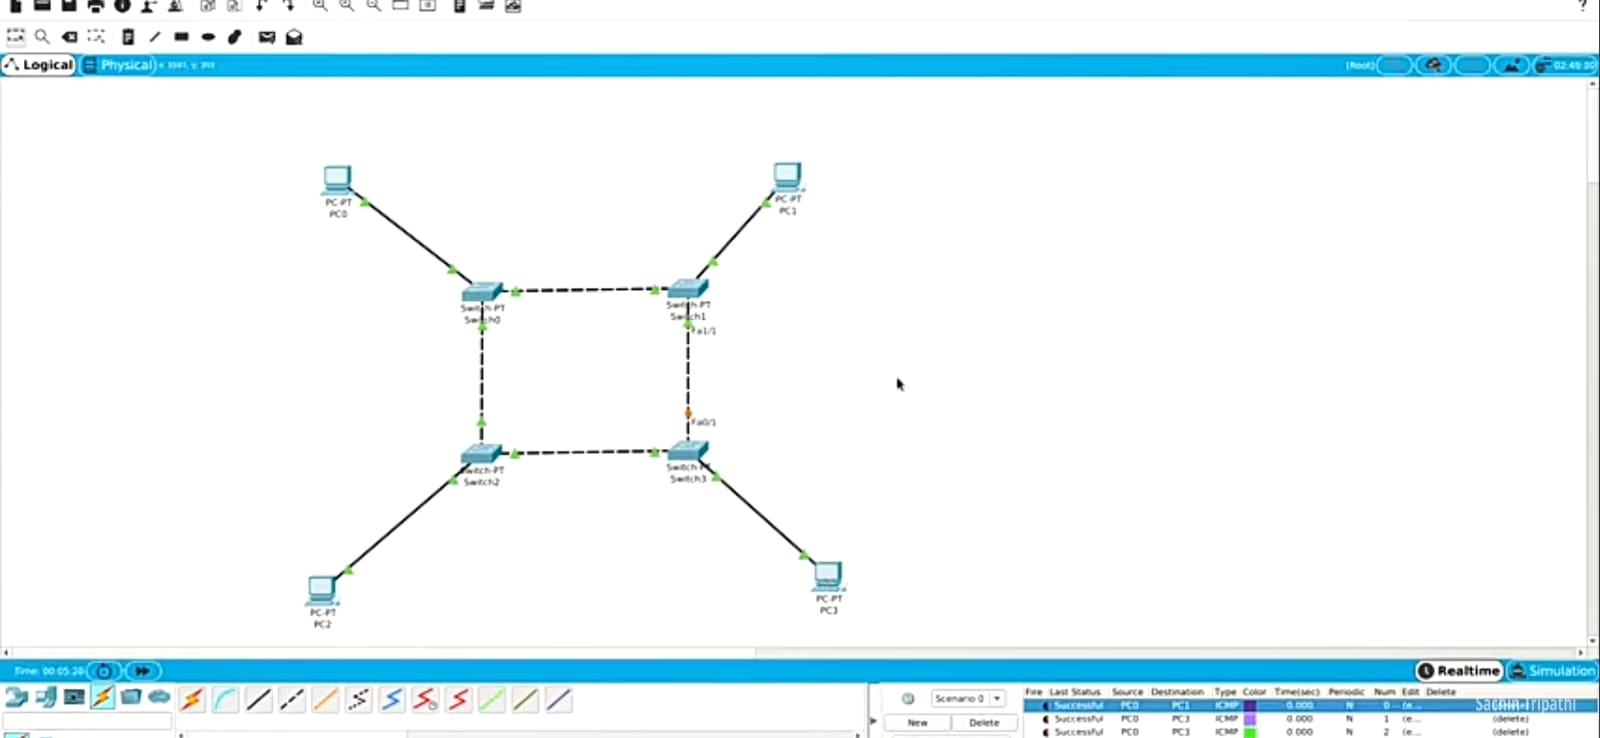 ?
Logical Physical [Root]
PC-PT
PC0
PC-PT
PC1
Switch-PT
Switch0
Switch-PT
Switch1
Fa1/1
Fa0/1
Switch-PT
Switch2
Switch-PT
Switch3
PC-PT
PC2
PC-PT
PC3
Time: 00:05:28 Realtime Simulation
Scenario 0 Fire Last Status Source Destination Type Color Time(sec) Periodic Num Edit Delete
Successful PC0 PC1 ICMP 0.000 N 0 (e...
Sachin Tripathi
New Delete Successful PC0 PC3 ICMP 0.000 N 1 (e... (delete)
Successful PC0 PC3 ICMP 0.000 N 2 (e... (delete)